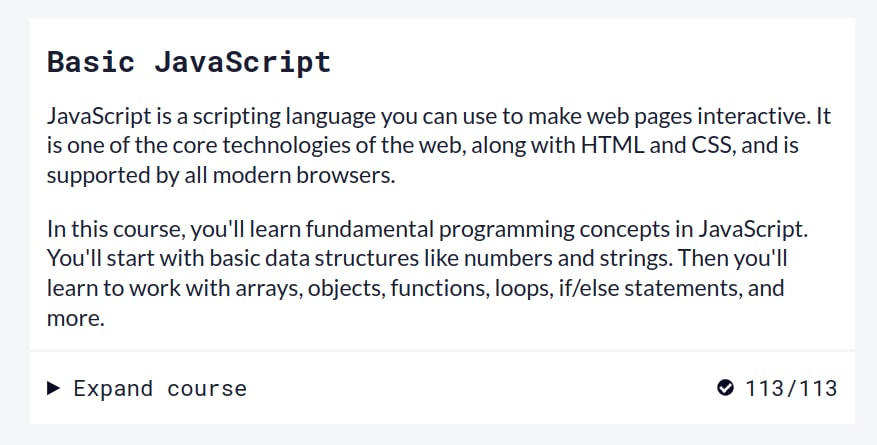 Basic JavaScript
JavaScript is a scripting language you can use to make web pages interactive. It
is one of the core technologies of the web, along with HTML and CSS, and is
supported by all modern browsers.
In this course, you'll learn fundamental programming concepts in JavaScript.
You'll start with basic data structures like numbers and strings. Then you'll
learn to work with arrays, objects, functions, loops, if/else statements, and
more.
Expand course 113/113